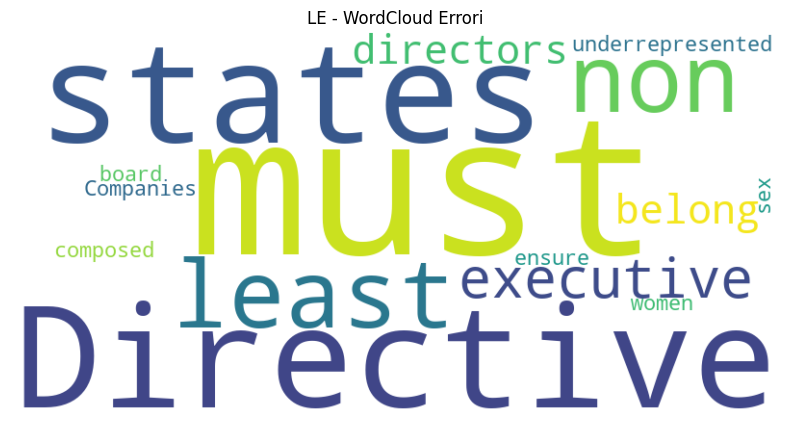 LE - WordCloud Errori
directors
underrepresented
states
non
must
board
Companies
belong
sex
composed
ensure
least
executive
women
Directive